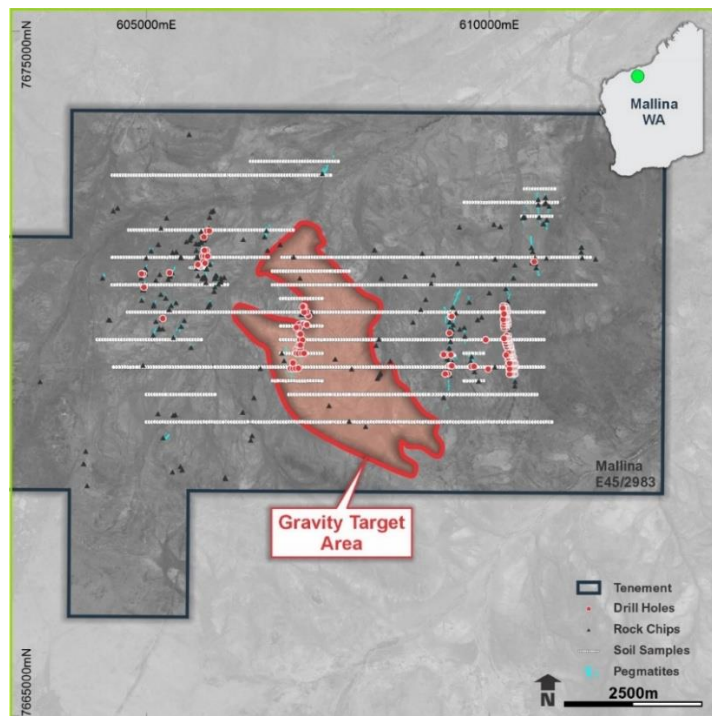 605000mE
610000mE
7675000mN
Mallina
WA
Mallina
E45/2983
Gravity Target
Area
Tenement
Drill Holes
Rock Chips
Soil Samples
Pegmatites
N
2500m
7665000mN